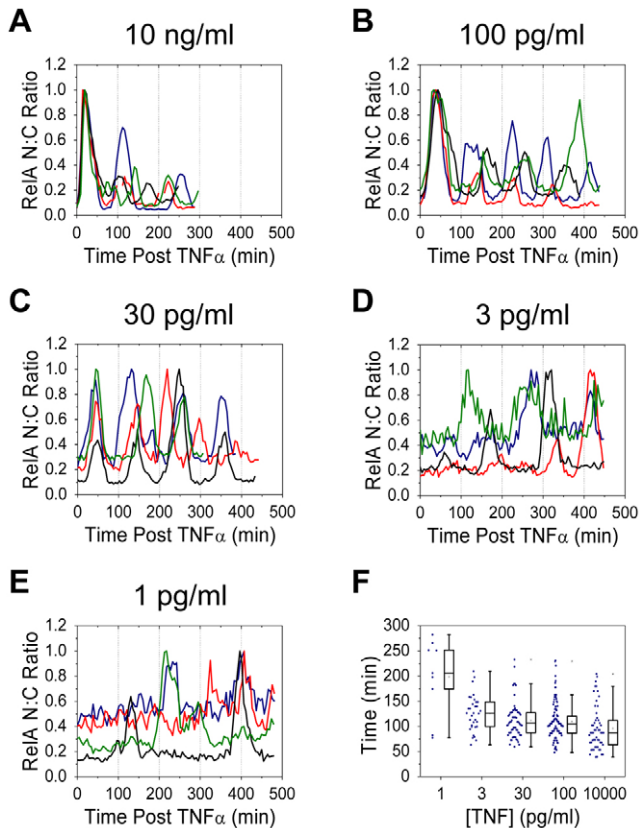 A
10 ng/ml
RelA N:C Ratio
1.2
1.0
0.8
0.6
0.4
0.2
0.0
0 100 200 300 400 500
Time Post TNFα (min)
B
100 pg/ml
RelA N:C Ratio
1.2
1.0
0.8
0.6
0.4
0.2
0.0
0 100 200 300 400 500
Time Post TNFα (min)
C
30 pg/ml
RelA N:C Ratio
1.2
1.0
0.8
0.6
0.4
0.2
0.0
0 100 200 300 400 500
Time Post TNFα (min)
D
3 pg/ml
RelA N:C Ratio
1.2
1.0
0.8
0.6
0.4
0.2
0.0
0 100 200 300 400 500
Time Post TNFα (min)
E
1 pg/ml
RelA N:C Ratio
1.2
1.0
0.8
0.6
0.4
0.2
0.0
0 100 200 300 400 500
Time Post TNFα (min)
F
Time (min)
300
250
200
150
100
50
0
1 3 30 100 10000
[TNF] (pg/ml)